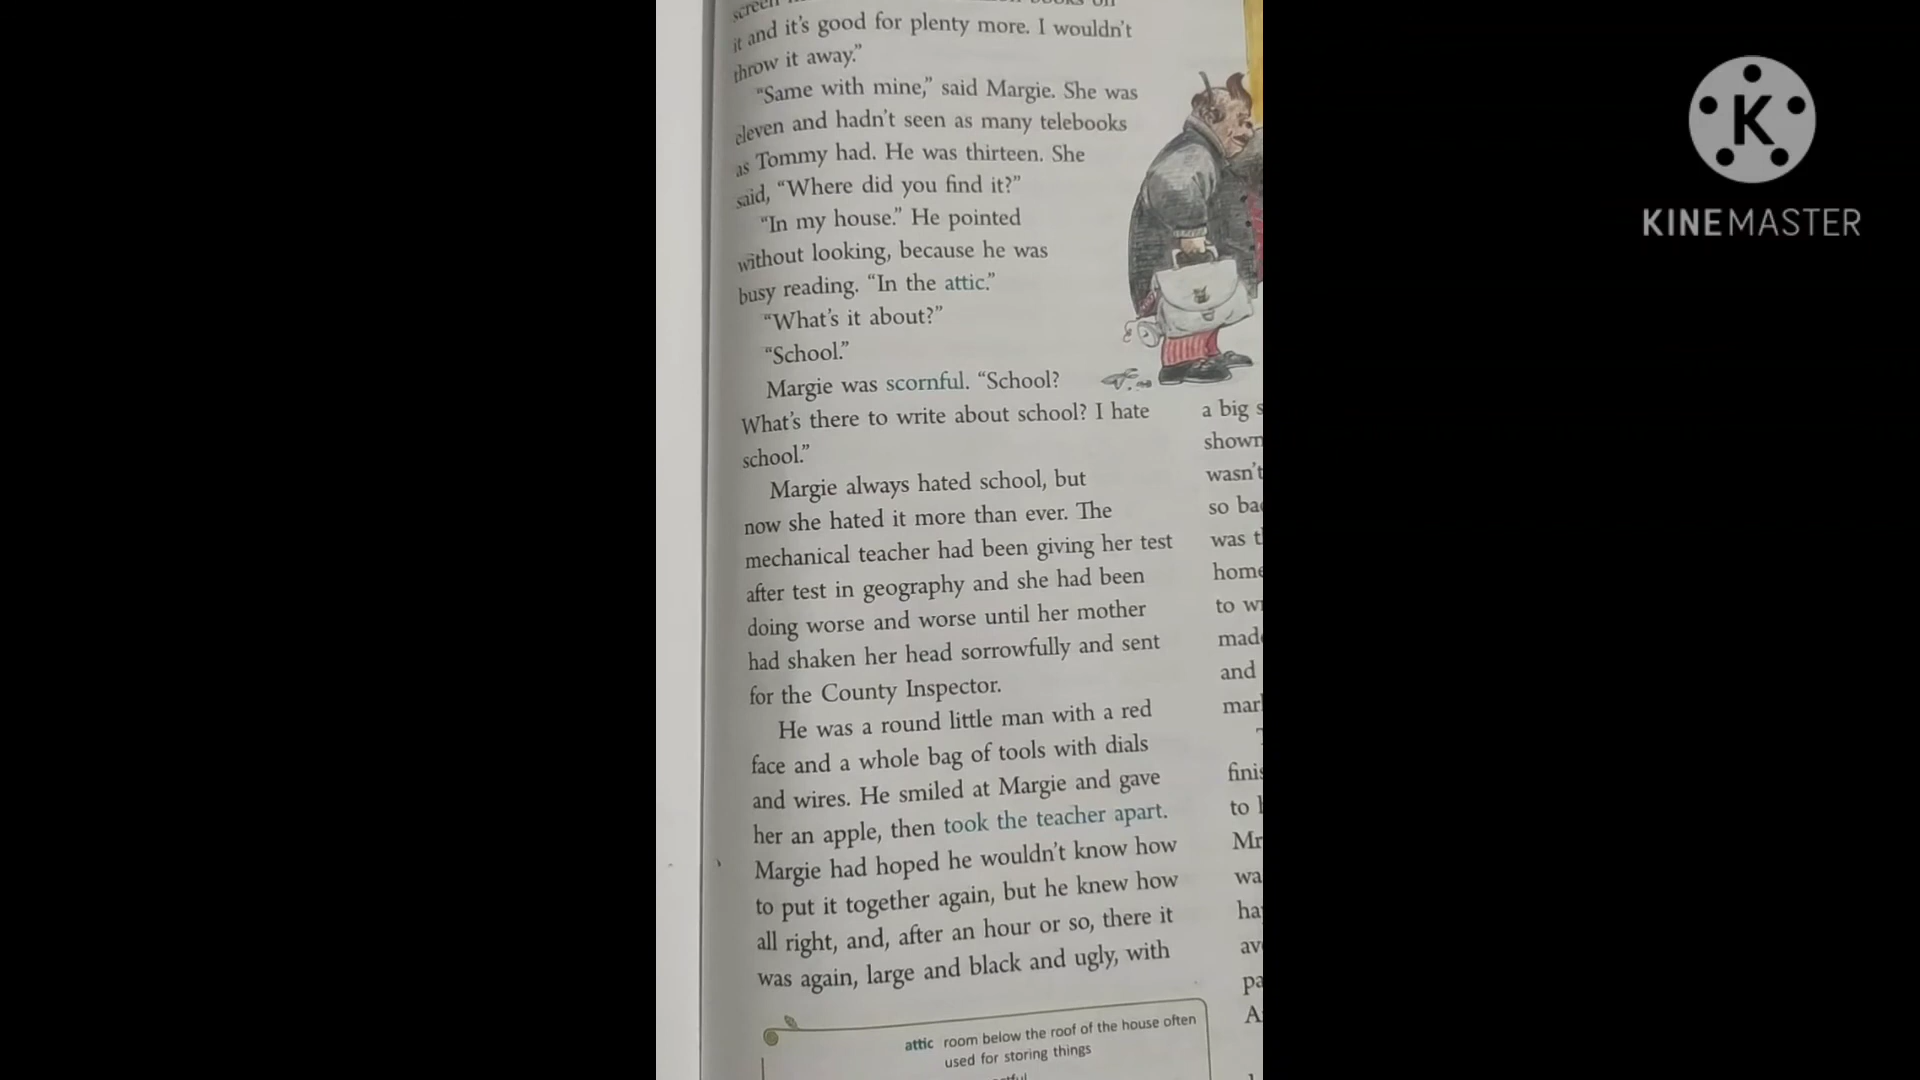 screen
it and it's good for plenty more. I wouldn't
throw it away."
"Same with mine," said Margie. She was
eleven and hadn't seen as many telebooks
as Tommy had. He was thirteen. She
said, "Where did you find it?"
"In my house." He pointed
without looking, because he was
busy reading. "In the attic."
"What's it about?"
"School."
Margie was scornful. "School?
What's there to write about school? I hate
school."
Margie always hated school, but
now she hated it more than ever. The
mechanical teacher had been giving her test
after test in geography and she had been
doing worse and worse until her mother
had shaken her head sorrowfully and sent
for the County Inspector.
He was a round little man with a red
face and a whole bag of tools with dials
and wires. He smiled at Margie and gave
her an apple, then took the teacher apart.
Margie had hoped he wouldn't know how
to put it together again, but he knew how
all right, and, after an hour or so, there it
was again, large and black and ugly, with
attic room below the roof of the house often
used for storing things
a big
shown
wasn't
so
was
home
to
and
to
K
KINEMASTER